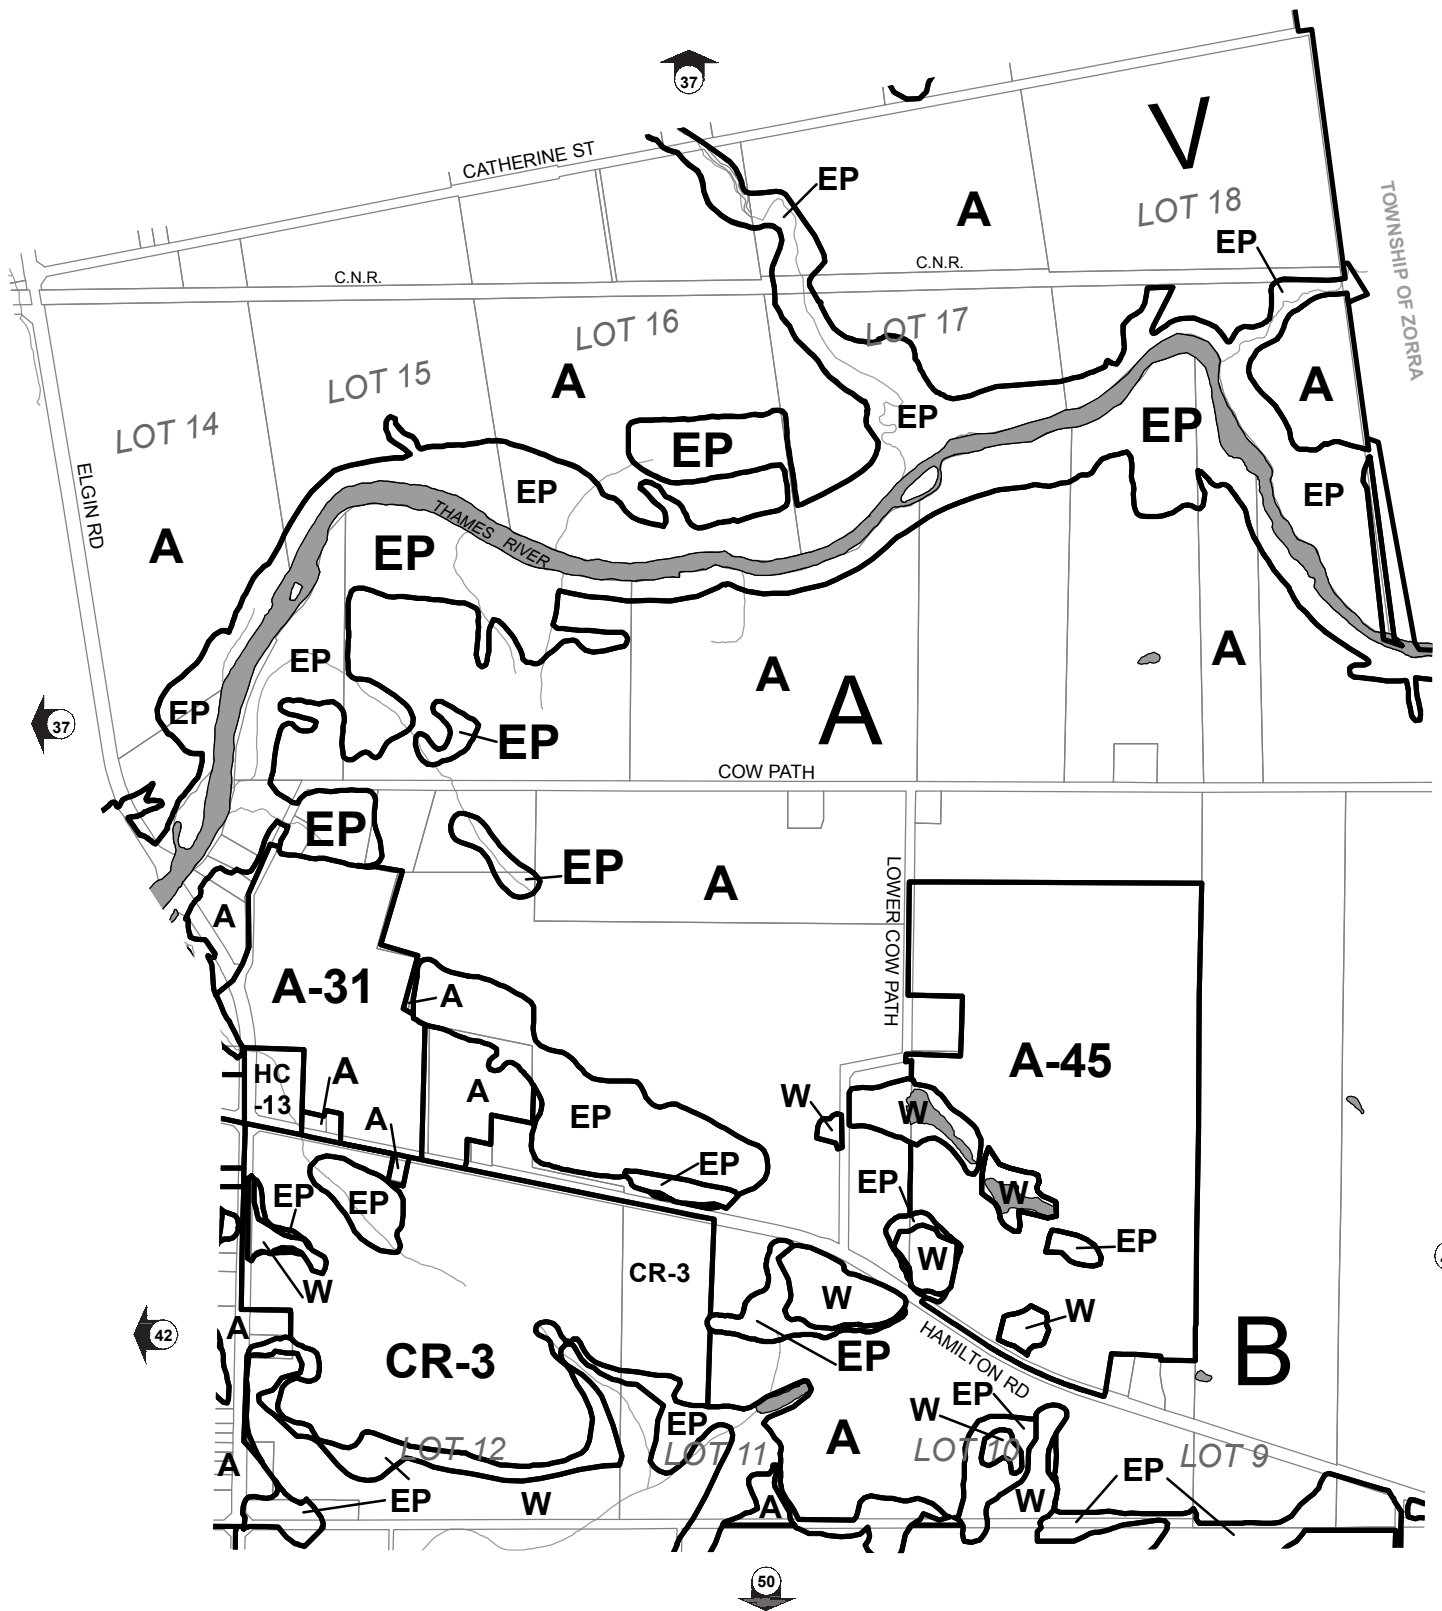 37
V
CATHERINE ST
EP
A
LOT 18
TOWNSHIP OF ZORRA
EP
C.N.R.
C.N.R.
LOT 16
LOT 17
LOT 15
A
A
LOT 14
EP
EP
EP
EP
ELGIN RD
EP
THAMES RIVER
A
EP
EP
EP
A
A
A
EP
37
EP
COW PATH
EP
EP
A
LOWER COW PATH
A
A-31
A
A-45
HC
-13
A
A
W
W
A
EP
EP
EP
W
EP
EP
EP
W
W
CR-3
W
W
42
A
HAMILTON RD
CR-3
EP
B
EP
W
EP
A
LOT 12
LOT 11
LOT 10
LOT 9
A
EP
EP
W
W
A
50